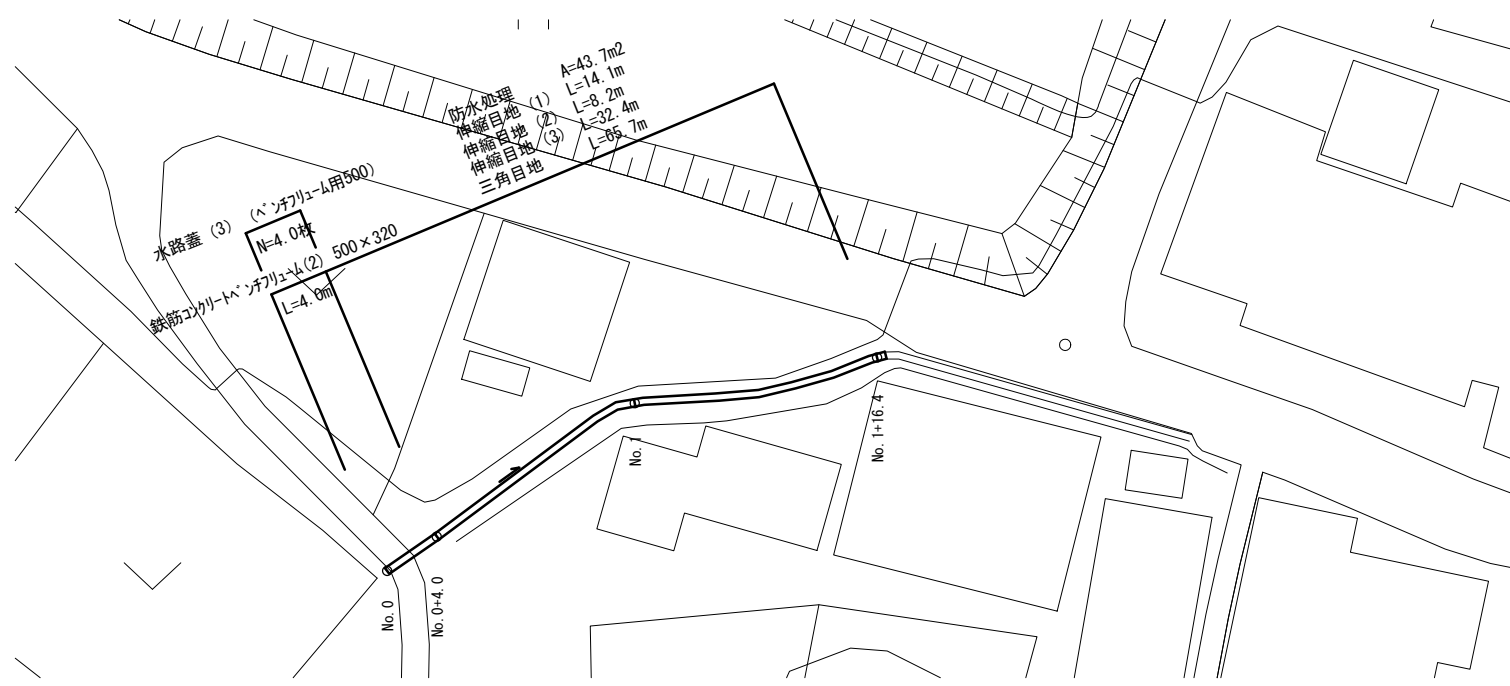 防水処理 A=43.7m2
伸縮目地（1） L=14.1m
伸縮目地（2） L=8.2m
伸縮目地（3） L=32.4m
三角目地 L=65.7m
水路蓋（3）（ベンチフリューム用500）
N=4.0枚
鉄筋コンクリートベンチフリューム(2) 500×320
L=4.0m
No.1
No.1+16.4
No.0
No.0+4.0